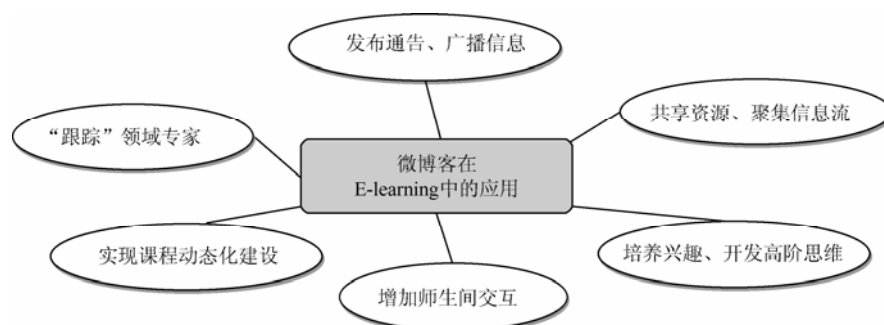 发布通告、广播信息
“跟踪”领域专家
共享资源、聚集信息流
微博客在
E-learning中的应用
实现课程动态化建设
培养兴趣、开发高阶思维
增加师生间交互